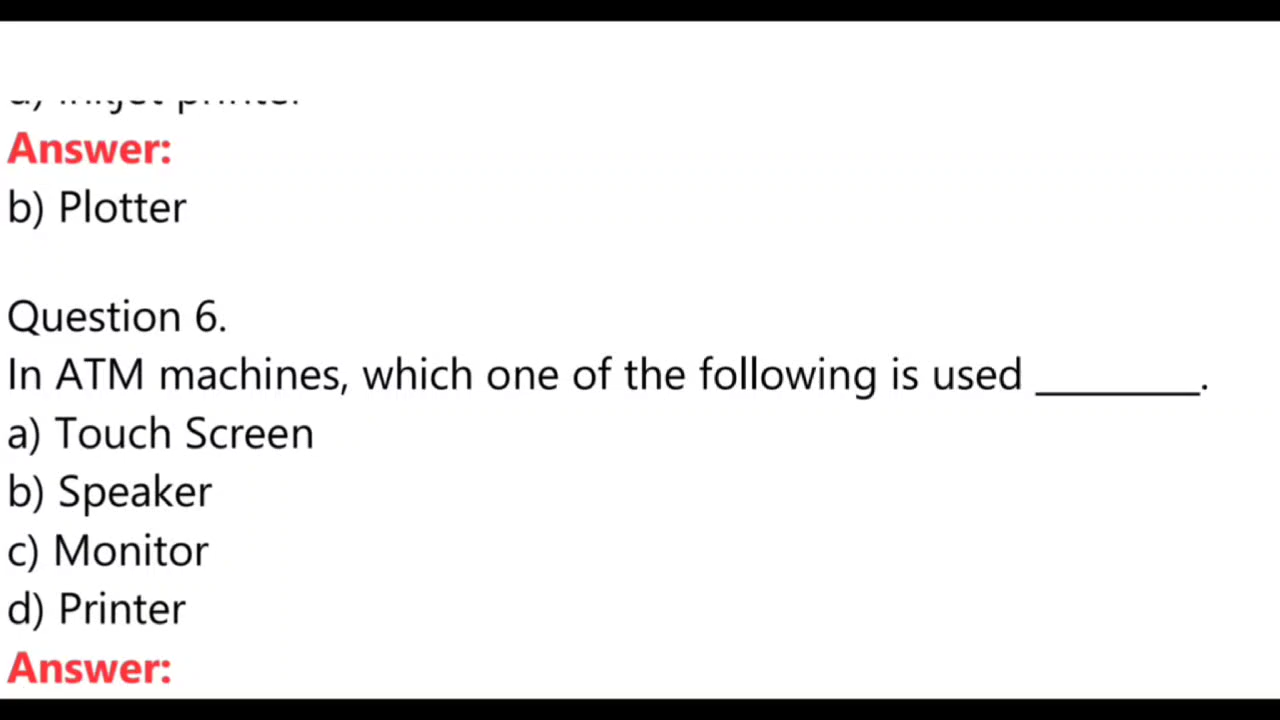 Answer:
b) Plotter
Question 6.
In ATM machines, which one of the following is used ________.
a) Touch Screen
b) Speaker
c) Monitor
d) Printer
Answer: